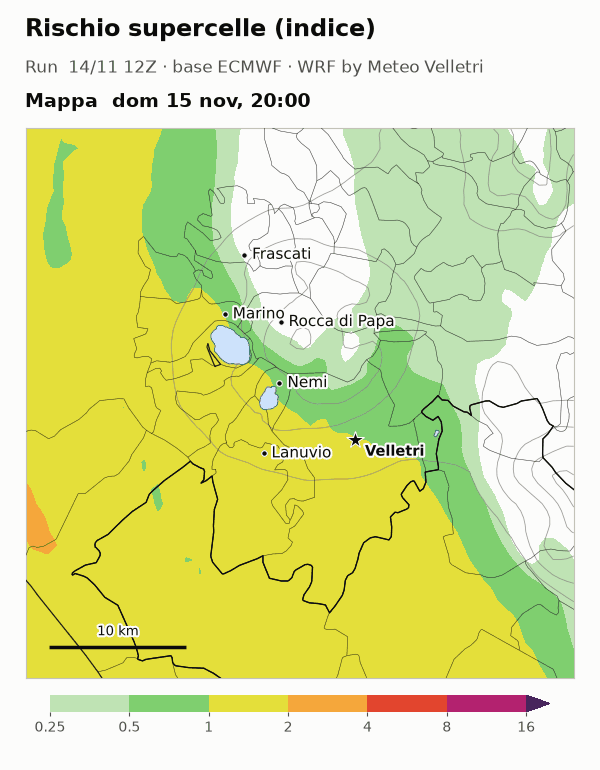 Rischio supercelle (indice)
Run  14/11 12Z · base ECMWF · WRF by Meteo Velletri
Mappa  dom 15 nov, 20:00
Frascati
Marino
Rocca di Papa
Nemi
Velletri
Lanuvio
10 km
0.25 0.5 1 2 4 8 16